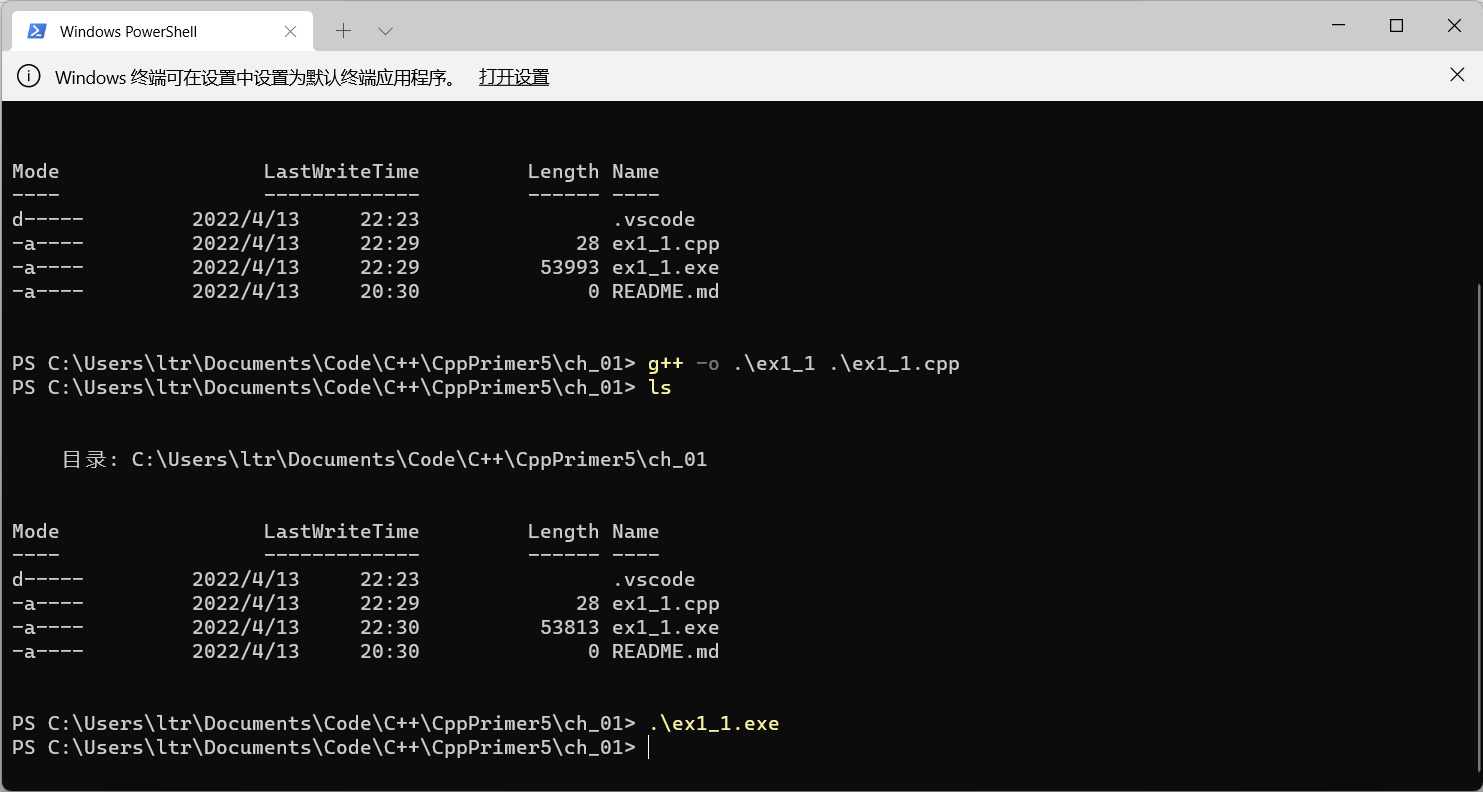 Windows PowerShell
Windows 终端可在设置中设置为默认终端应用程序。 打开设置
Mode LastWriteTime Length Name
---- ------------- ------ ----
d----- 2022/4/13 22:23 .vscode
-a---- 2022/4/13 22:29 28 ex1_1.cpp
-a---- 2022/4/13 22:29 53993 ex1_1.exe
-a---- 2022/4/13 20:30 0 README.md
PS C:\Users\ltr\Documents\Code\C++\CppPrimer5\ch_01> g++ -o .\ex1_1 .\ex1_1.cpp
PS C:\Users\ltr\Documents\Code\C++\CppPrimer5\ch_01> ls
目录: C:\Users\ltr\Documents\Code\C++\CppPrimer5\ch_01
Mode LastWriteTime Length Name
---- ------------- ------ ----
d----- 2022/4/13 22:23 .vscode
-a---- 2022/4/13 22:29 28 ex1_1.cpp
-a---- 2022/4/13 22:30 53813 ex1_1.exe
-a---- 2022/4/13 20:30 0 README.md
PS C:\Users\ltr\Documents\Code\C++\CppPrimer5\ch_01> .\ex1_1.exe
PS C:\Users\ltr\Documents\Code\C++\CppPrimer5\ch_01>